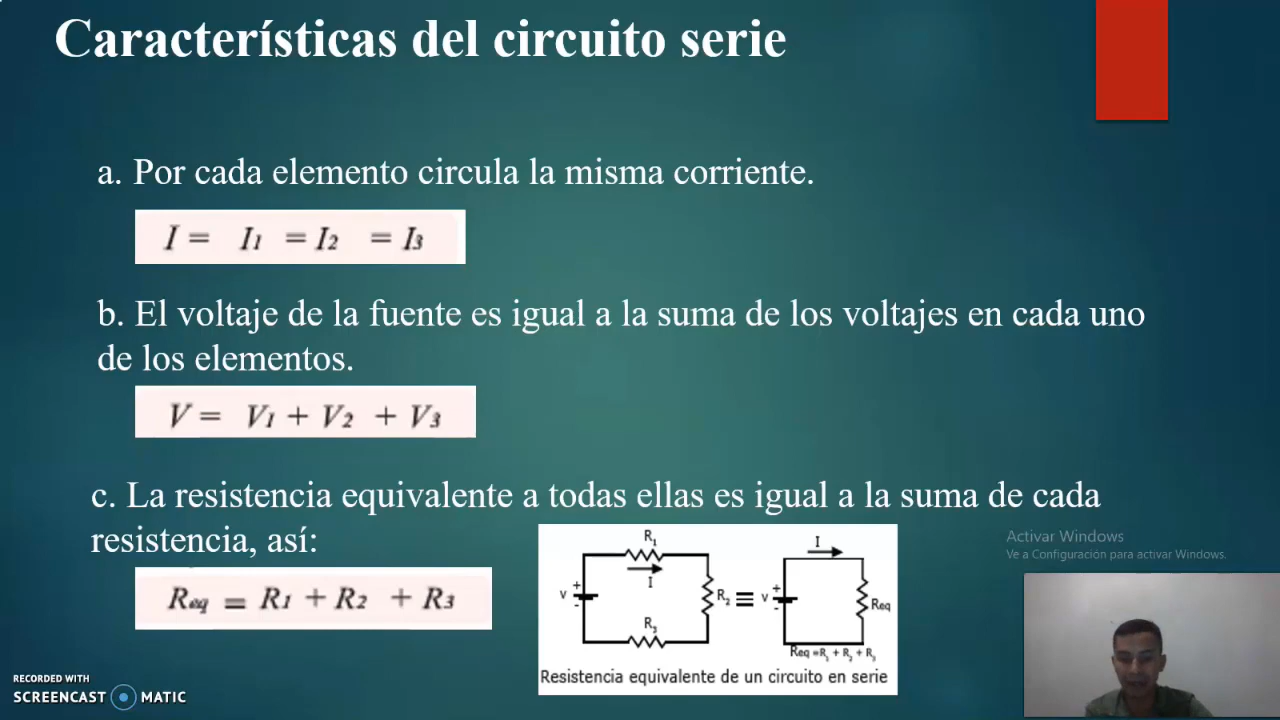 Características del circuito serie
a. Por cada elemento circula la misma corriente.
I = I1 = I2 = I3
b. El voltaje de la fuente es igual a la suma de los voltajes en cada uno
de los elementos.
V = V1 + V2 + V3
c. La resistencia equivalente a todas ellas es igual a la suma de cada
resistencia, así:
Req = R1 + R2 + R3
R1
I
V
+
-
R2
R3
≡
I
V
+
-
Req
Req = R1 + R2 + R3
Resistencia equivalente de un circuito en serie
Activar Windows
Ve a Configuración para activar Windows.
RECORDED WITH
SCREENCAST MATIC